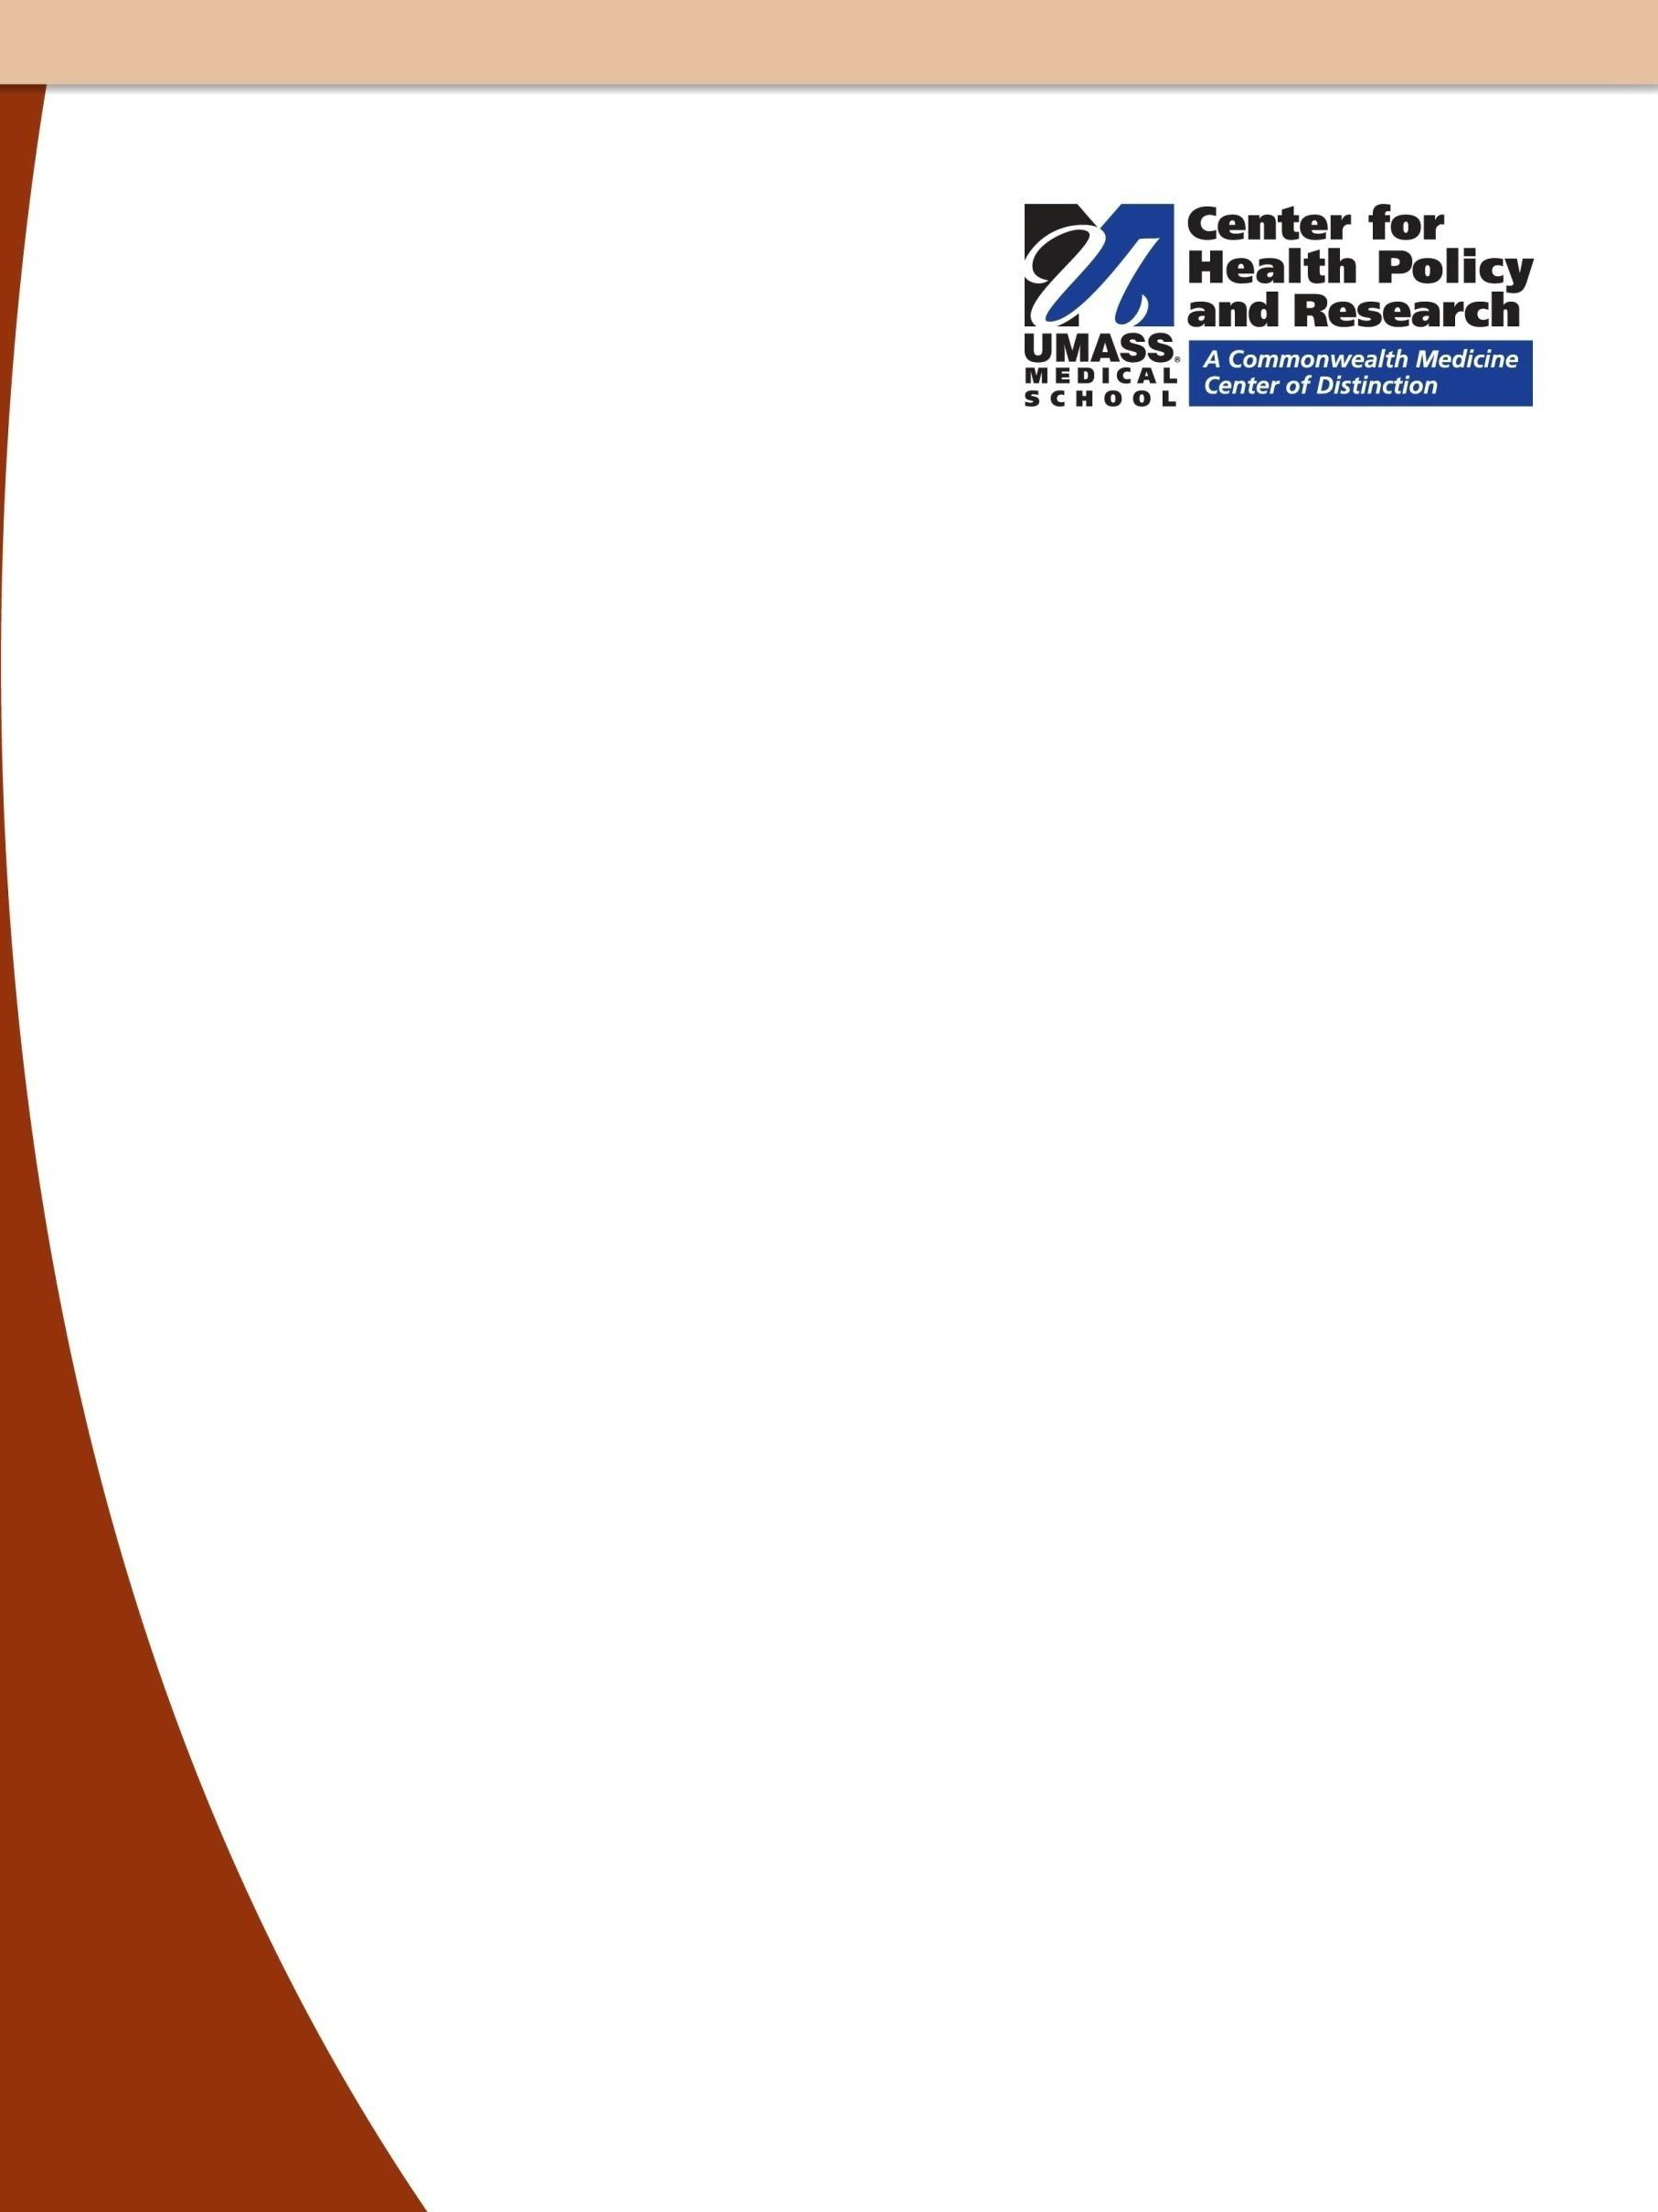 Center for
Health Policy
and Research
UMASS®
MEDICAL
SCHOOL
A Commonwealth Medicine
Center of Distinction